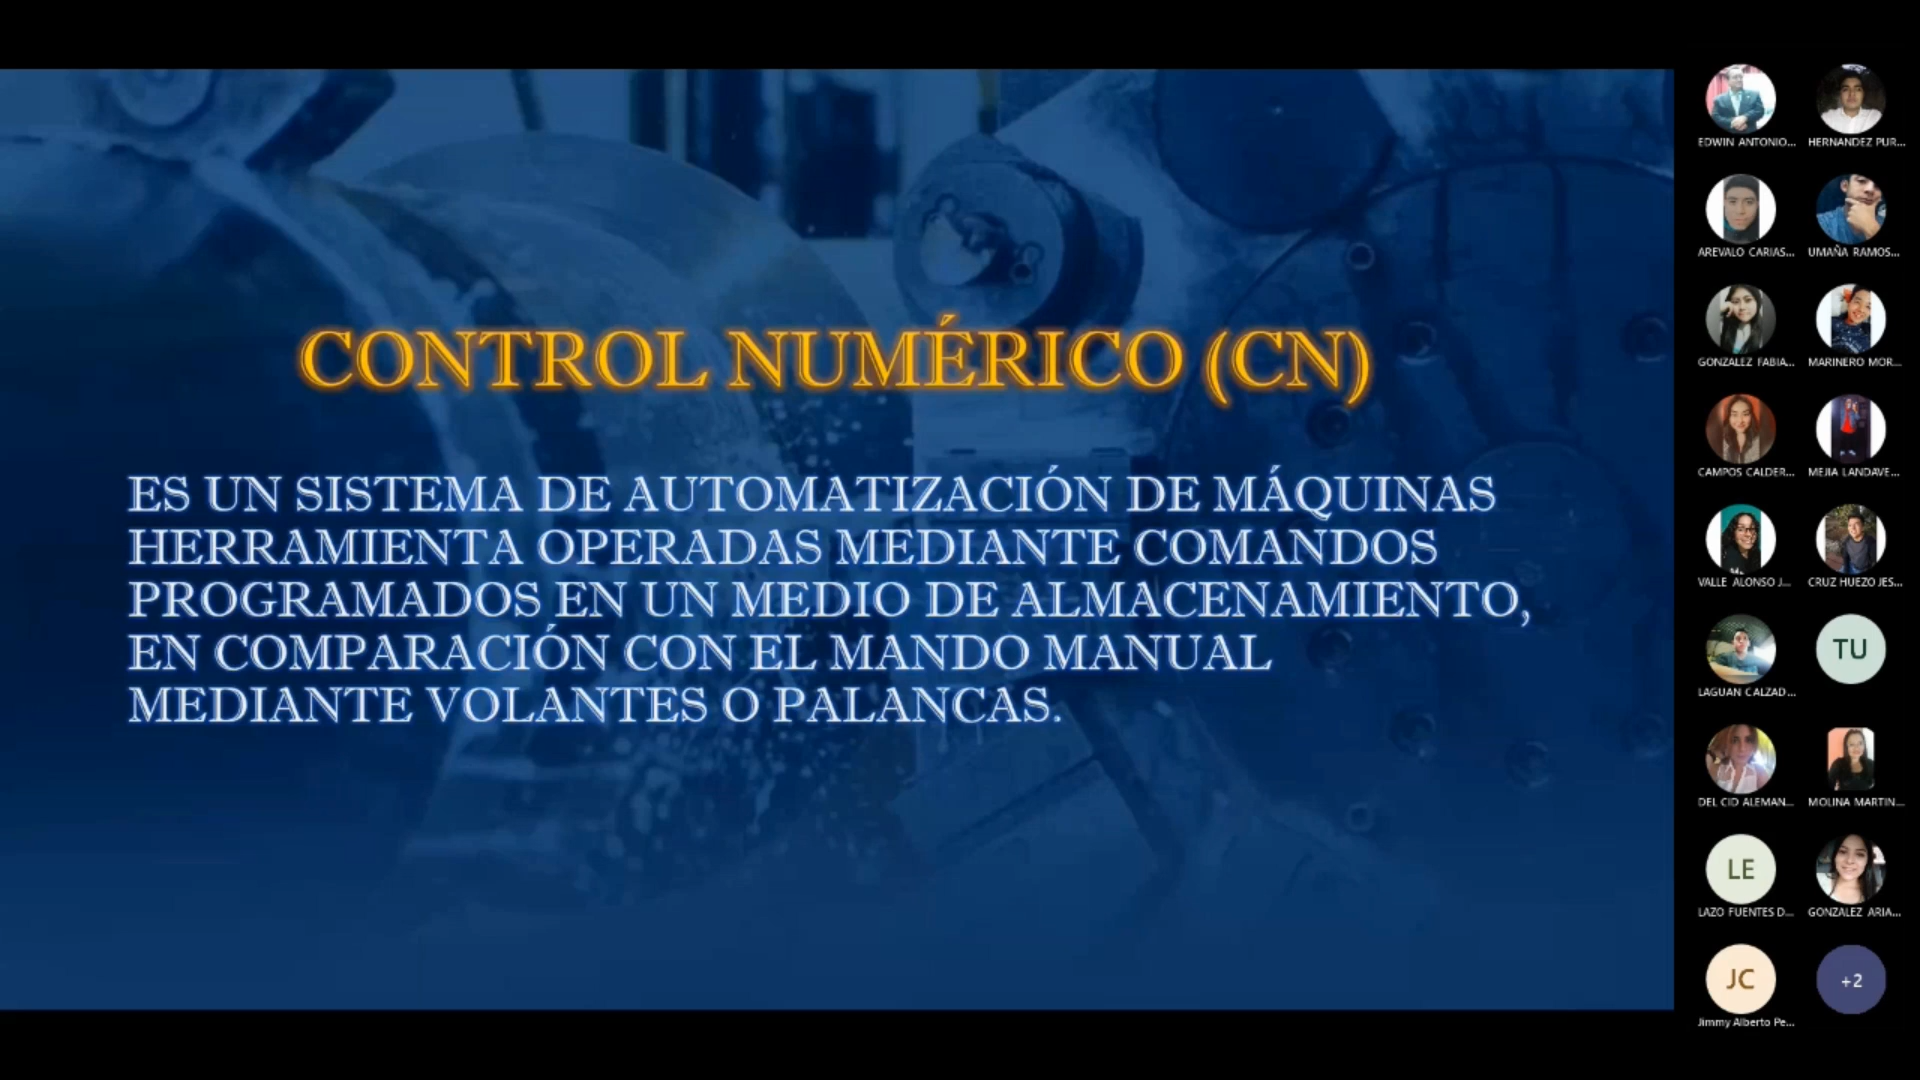 CONTROL NUMÉRICO (CN)
ES UN SISTEMA DE AUTOMATIZACIÓN DE MÁQUINAS
HERRAMIENTA OPERADAS MEDIANTE COMANDOS
PROGRAMADOS EN UN MEDIO DE ALMACENAMIENTO,
EN COMPARACIÓN CON EL MANDO MANUAL
MEDIANTE VOLANTES O PALANCAS.
EDWIN ANTONIO...
HERNANDEZ PUR...
AREVALO CARIAS...
UMAÑA RAMOS...
GONZALEZ FABIA...
MARINERO MOR...
CAMPOS CALDER...
MEJIA LANDAVE...
VALLE ALONSO J...
CRUZ HUEZO JES...
LAGUAN CALZAD...
TU
DEL CID ALEMAN...
MOLINA MARTIN...
LE
LAZO FUENTES D...
GONZALEZ ARIA...
JC
Jimmy Alberto Pe...
+2